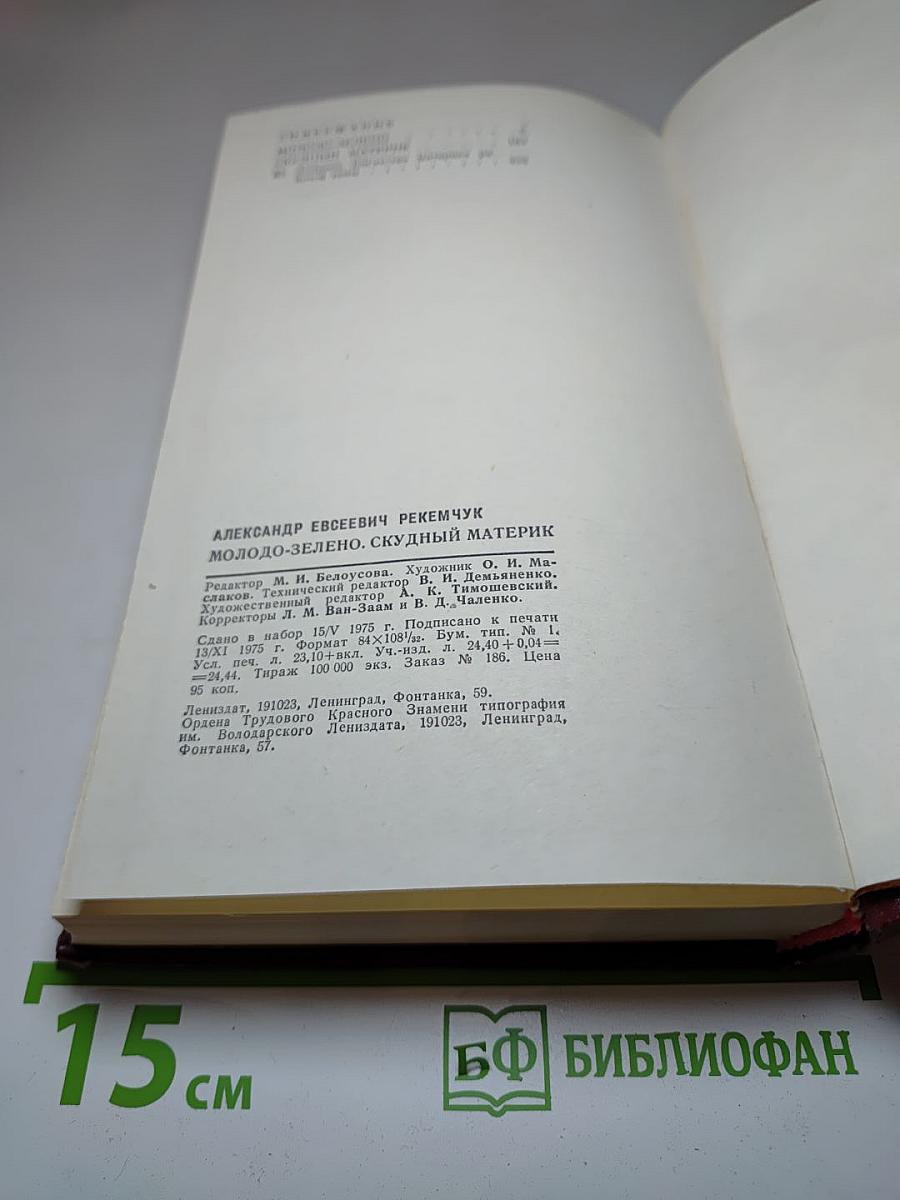 СОДЕРЖАНИЕ
АЛЕКСАНДР ЕВСЕЕВИЧ РЕКЕМЧУК
МОЛОДО-ЗЕЛЕНО. СКУДНЫЙ МАТЕРИК
Редактор М. И. Белоусова. Художник О. И. Ма-
слаков. Технический редактор В. И. Демьяненко.
Художественный редактор А. К. Тимошевский.
Корректоры Л. М. Ван-Заам и В. Д. Чаленко.
Сдано в набор 15/V 1975 г. Подписано к печати
13/XI 1975 г. Формат 84×108¹/₃₂. Бум. тип. № 1.
Усл. печ. л. 23,10+вкл. Уч.-изд. л. 24,40+0,04=
=24,44. Тираж 100 000 экз. Заказ № 186. Цена
95 коп.
Лениздат, 191023, Ленинград, Фонтанка, 59.
Ордена Трудового Красного Знамени типография
им. Володарского Лениздата, 191023, Ленинград,
Фонтанка, 57.
15 см
БФ БИБЛИОФАН